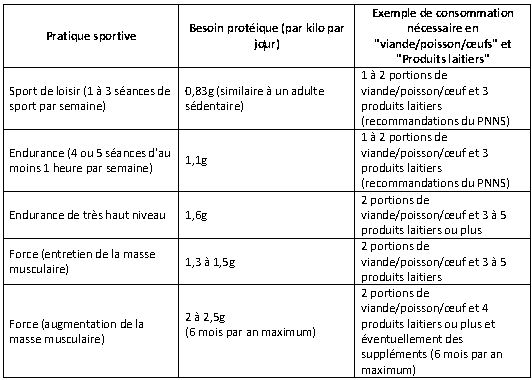 Pratique sportive
Besoin protéique (par kilo par
jour)
Exemple de consommation
nécessaire en
"viande/poisson/œufs" et
"Produits laitiers"
Sport de loisir (1 à 3 séances de
sport par semaine)
0,83g (similaire à un adulte
sédentaire)
1 à 2 portions de
viande/poisson/œuf et 3
produits laitiers
(recommandations du PNNS)
Endurance (4 ou 5 séances d'au
moins 1 heure par semaine)
1,1g
1 à 2 portions de
viande/poisson/œuf et 3
produits laitiers
(recommandations du PNNS)
Endurance de très haut niveau
1,6g
2 portions de
viande/poisson/œuf et 3 à 5
produits laitiers ou plus
Force (entretien de la masse
musculaire)
1,3 à 1,5g
2 portions de
viande/poisson/œuf et 3 à 5
produits laitiers
Force (augmentation de la
masse musculaire)
2 à 2,5g
(6 mois par an maximum)
2 portions de
viande/poisson/œuf et 4
produits laitiers ou plus et
éventuellement des
suppléments (6 mois par an
maximum)